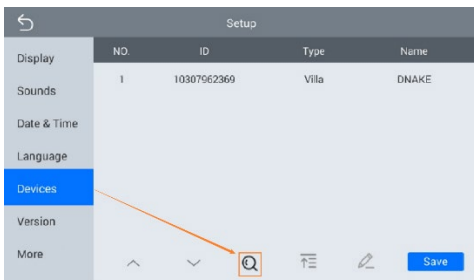 Setup
Display
Sounds
Date & Time
Language
Devices
Version
More
NO. ID Type Name
1 10307962369 Villa DNAKE
Save